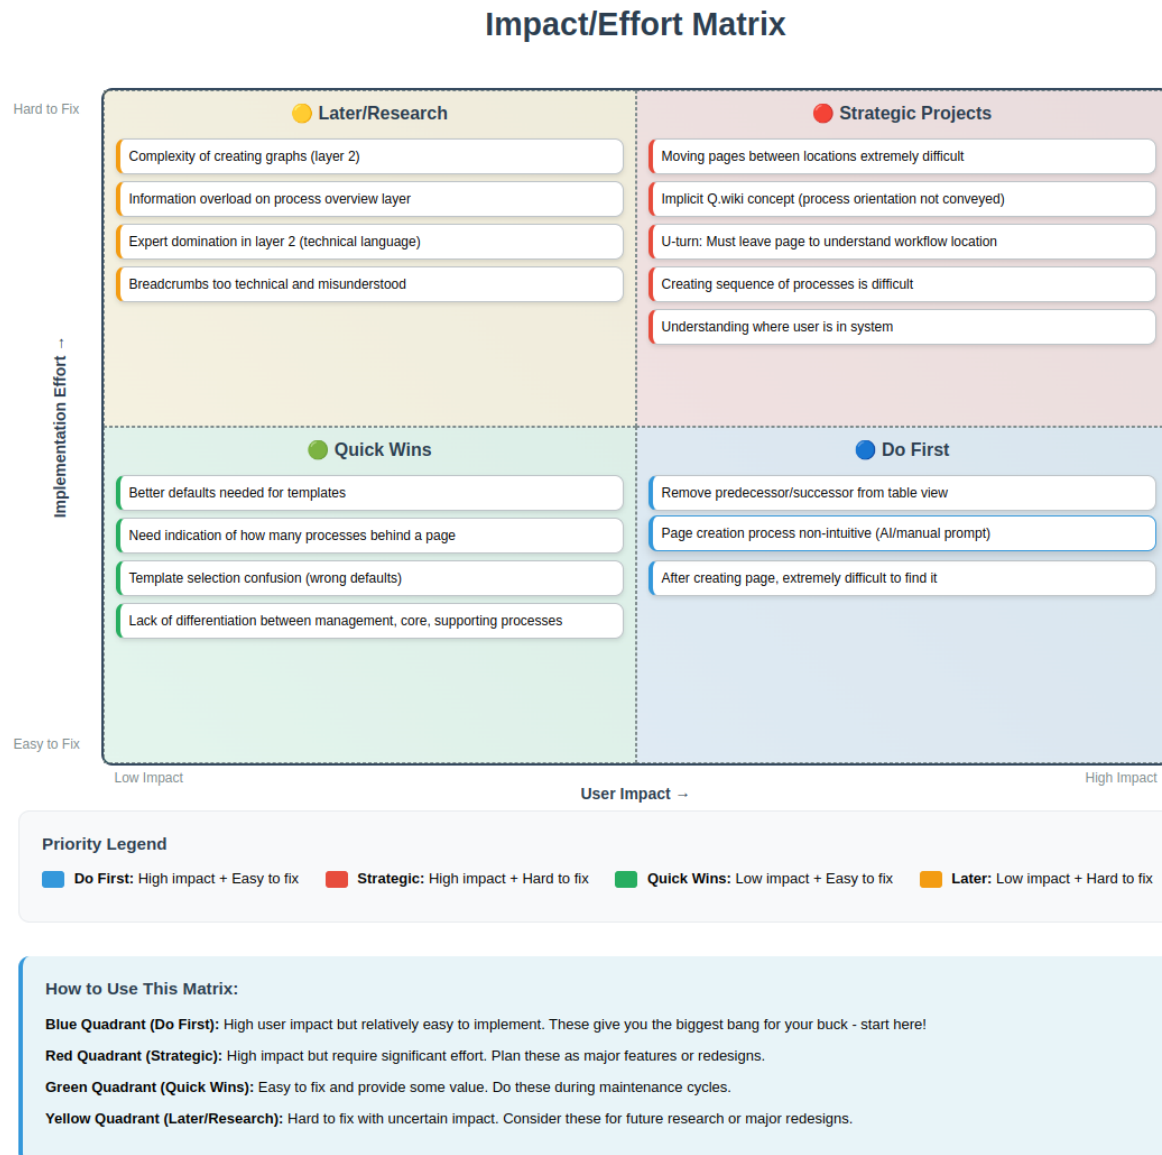 Impact/Effort Matrix
Hard to Fix
Implementation Effort →
Easy to Fix
🟡 Later/Research
Complexity of creating graphs (layer 2)
Information overload on process overview layer
Expert domination in layer 2 (technical language)
Breadcrumbs too technical and misunderstood
🔴 Strategic Projects
Moving pages between locations extremely difficult
Implicit Q.wiki concept (process orientation not conveyed)
U-turn: Must leave page to understand workflow location
Creating sequence of processes is difficult
Understanding where user is in system
🟢 Quick Wins
Better defaults needed for templates
Need indication of how many processes behind a page
Template selection confusion (wrong defaults)
Lack of differentiation between management, core, supporting processes
🔵 Do First
Remove predecessor/successor from table view
Page creation process non-intuitive (AI/manual prompt)
After creating page, extremely difficult to find it
Low Impact
High Impact
User Impact →
Priority Legend
Do First: High impact + Easy to fix
Strategic: High impact + Hard to fix
Quick Wins: Low impact + Easy to fix
Later: Low impact + Hard to fix
How to Use This Matrix:
Blue Quadrant (Do First): High user impact but relatively easy to implement. These give you the biggest bang for your buck - start here!
Red Quadrant (Strategic): High impact but require significant effort. Plan these as major features or redesigns.
Green Quadrant (Quick Wins): Easy to fix and provide some value. Do these during maintenance cycles.
Yellow Quadrant (Later/Research): Hard to fix with uncertain impact. Consider these for future research or major redesigns.